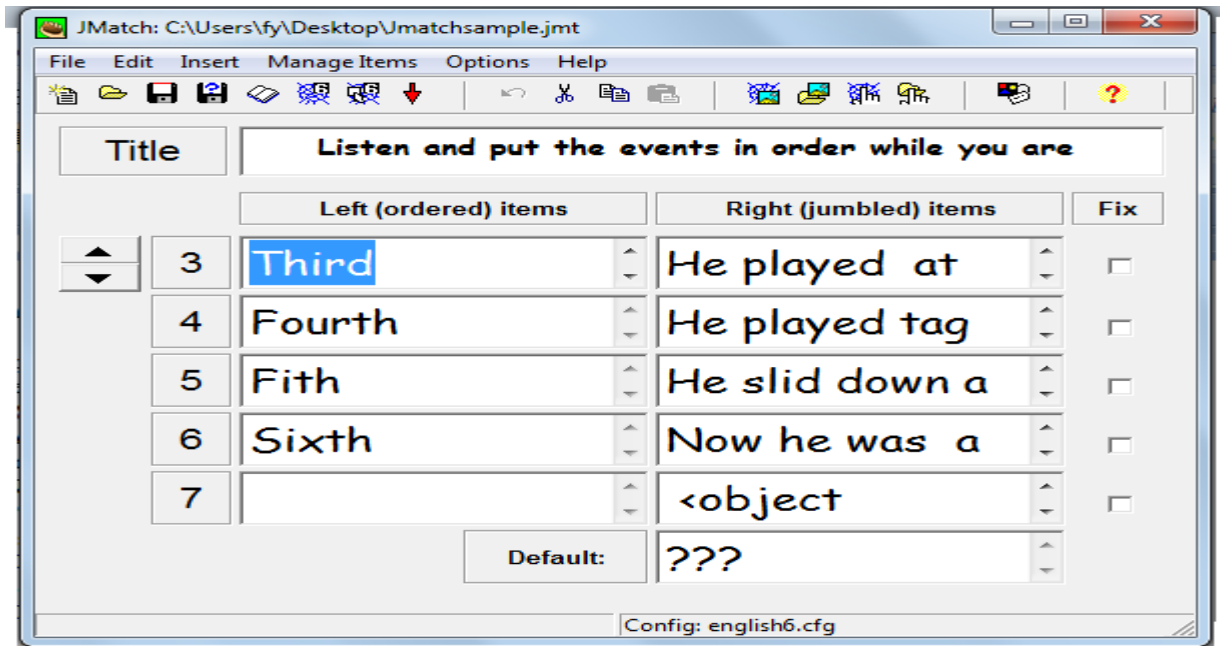 JMatch: C:\Users\fy\Desktop\Jmatchsample.jmt
File Edit Insert Manage Items Options Help
Title Listen and put the events in order while you are
Left (ordered) items Right (jumbled) items Fix
3 Third He played at
4 Fourth He played tag
5 Fith He slid down a
6 Sixth Now he was a
7 <object
Default: ???
Config: english6.cfg